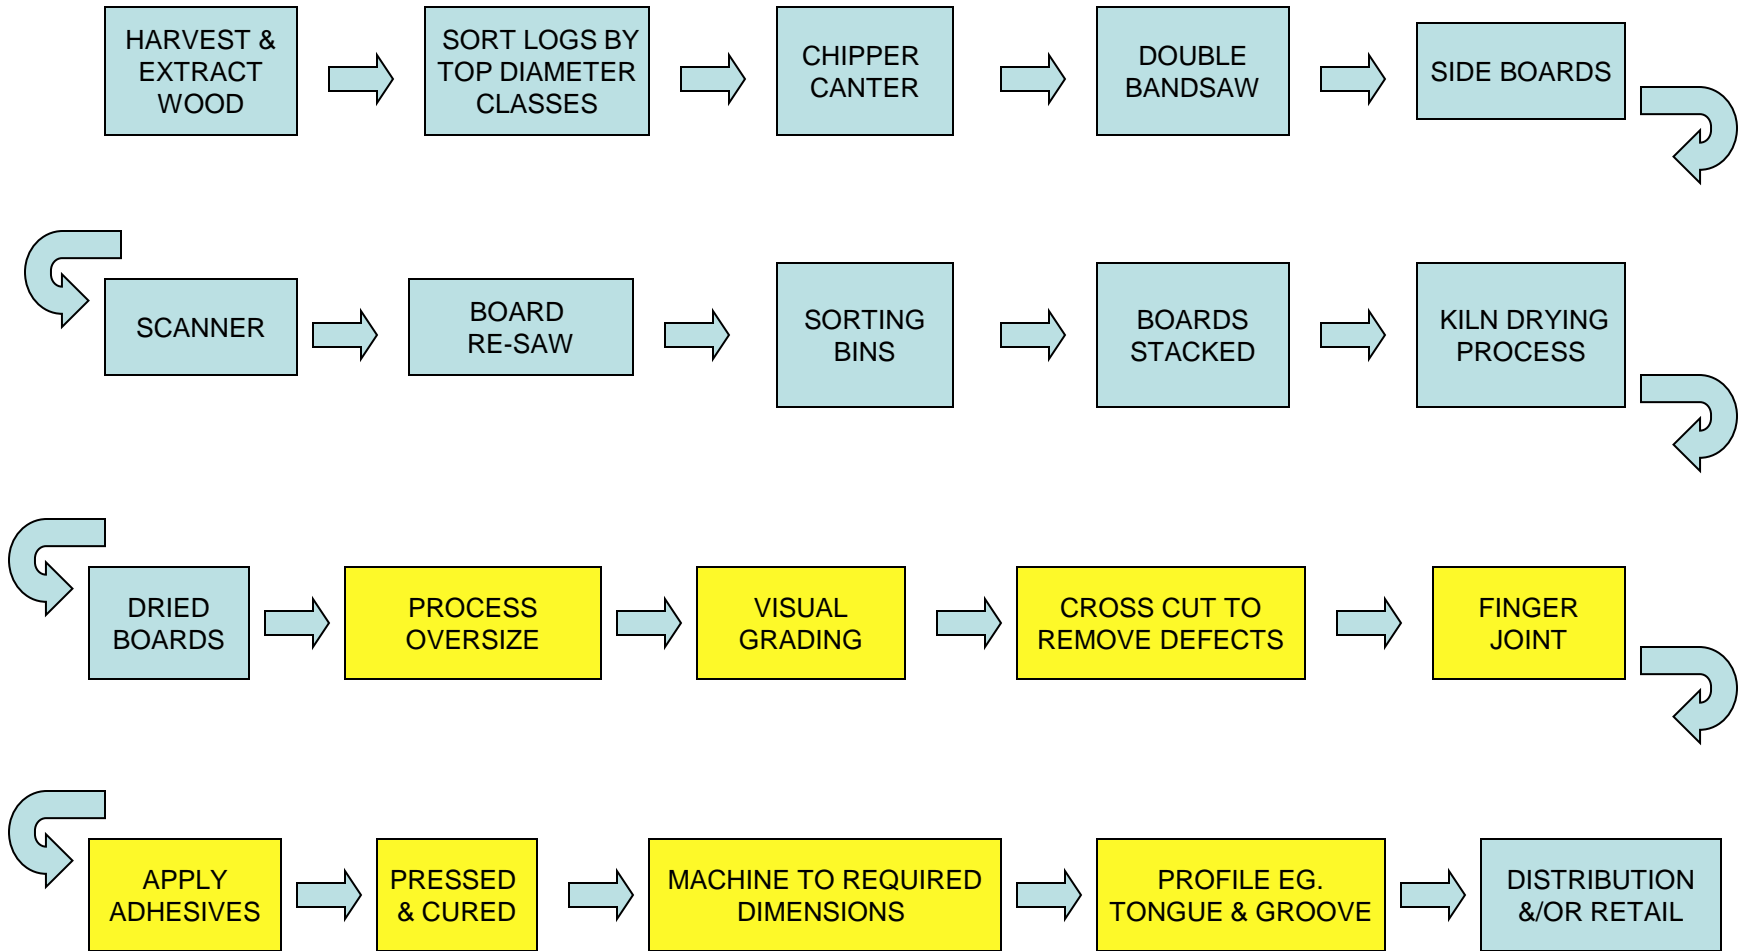 HARVEST &
EXTRACT
WOOD
SORT LOGS BY
TOP DIAMETER
CLASSES
CHIPPER
CANTER
DOUBLE
BANDSAW
SIDE BOARDS
SCANNER
BOARD
RE-SAW
SORTING
BINS
BOARDS
STACKED
KILN DRYING
PROCESS
DRIED
BOARDS
PROCESS
OVERSIZE
VISUAL
GRADING
CROSS CUT TO
REMOVE DEFECTS
FINGER
JOINT
APPLY
ADHESIVES
PRESSED
& CURED
MACHINE TO REQUIRED
DIMENSIONS
PROFILE EG.
TONGUE & GROOVE
DISTRIBUTION
&/OR RETAIL